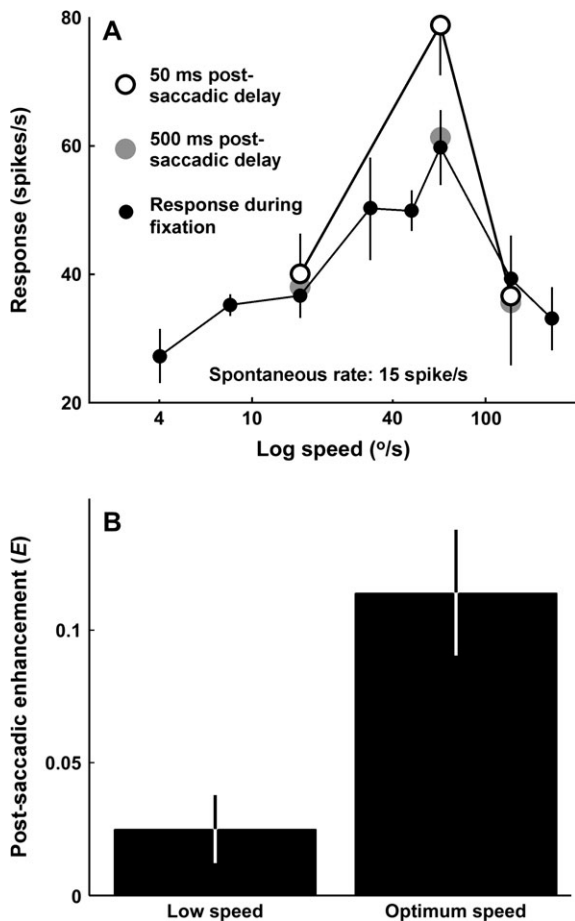 A
80
60
40
20
Response (spikes/s)
50 ms post-
saccadic delay
500 ms post-
saccadic delay
Response during
fixation
Spontaneous rate: 15 spike/s
4 10 40 100
Log speed (º/s)
B
Post-saccadic enhancement (E)
0.1
0.05
0
Low speed Optimum speed